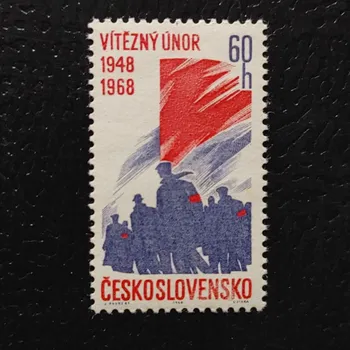 VÍTĚZNÝ ÚNOR
1948
1968
60
h
ČESKOSLOVENSKO